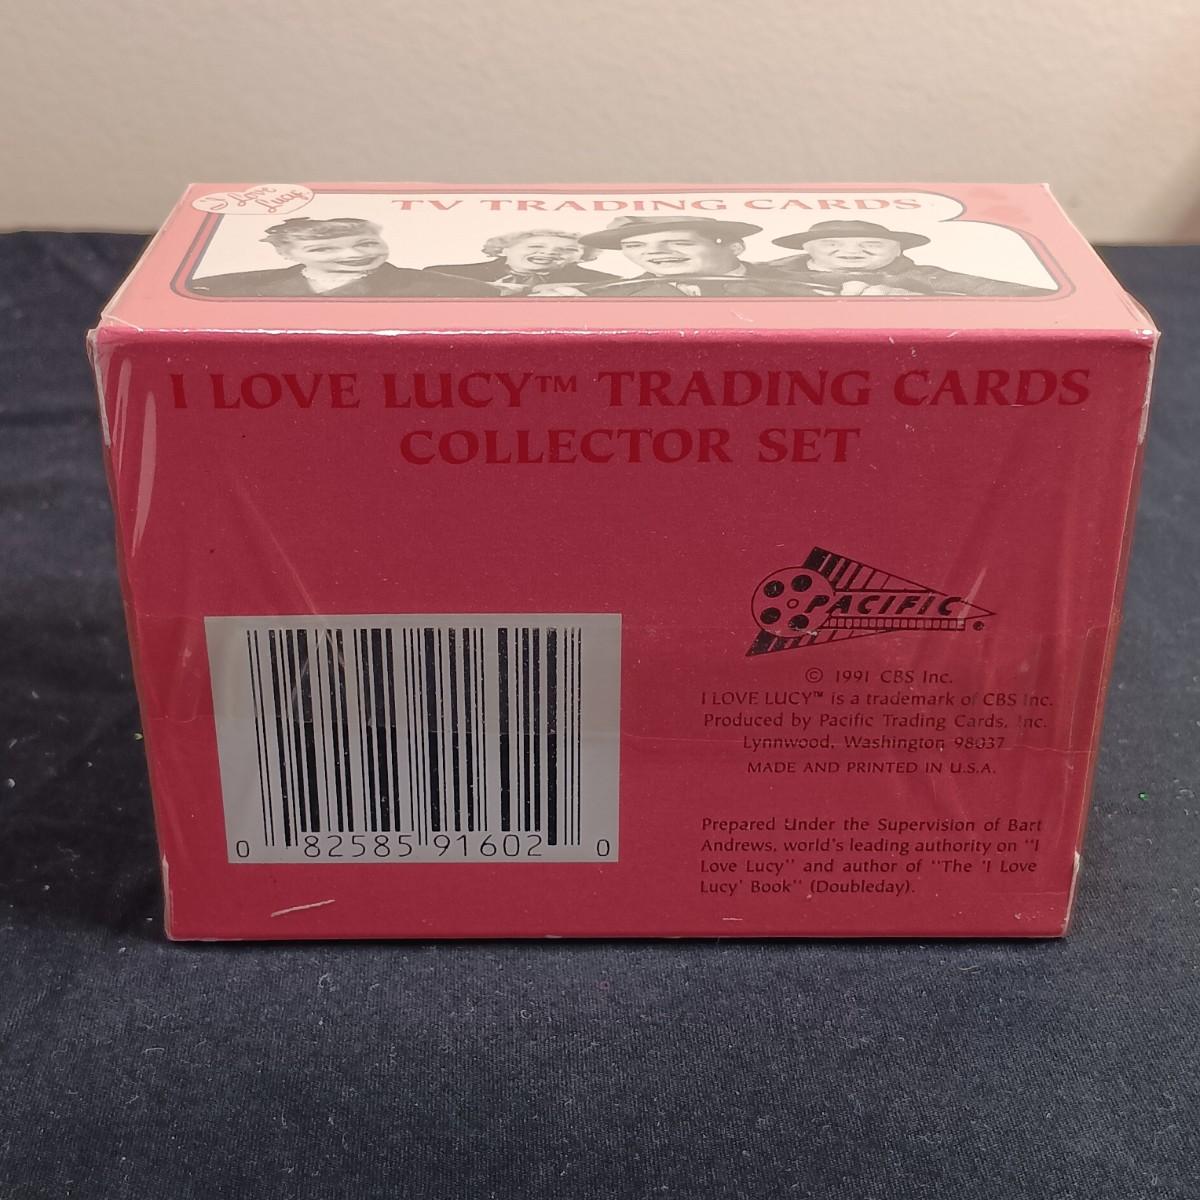 I Love Lucy
TV TRADING CARDS
I LOVE LUCY™ TRADING CARDS
COLLECTOR SET
PACIFIC
© 1991 CBS Inc.
I LOVE LUCY™ is a trademark of CBS Inc.
Produced by Pacific Trading Cards, Inc.
Lynnwood, Washington 98037
MADE AND PRINTED IN U.S.A.
Prepared Under the Supervision of Bart
Andrews, world's leading authority on "I
Love Lucy" and author of "The 'I Love
Lucy' Book" (Doubleday).
0 82585 91602 0